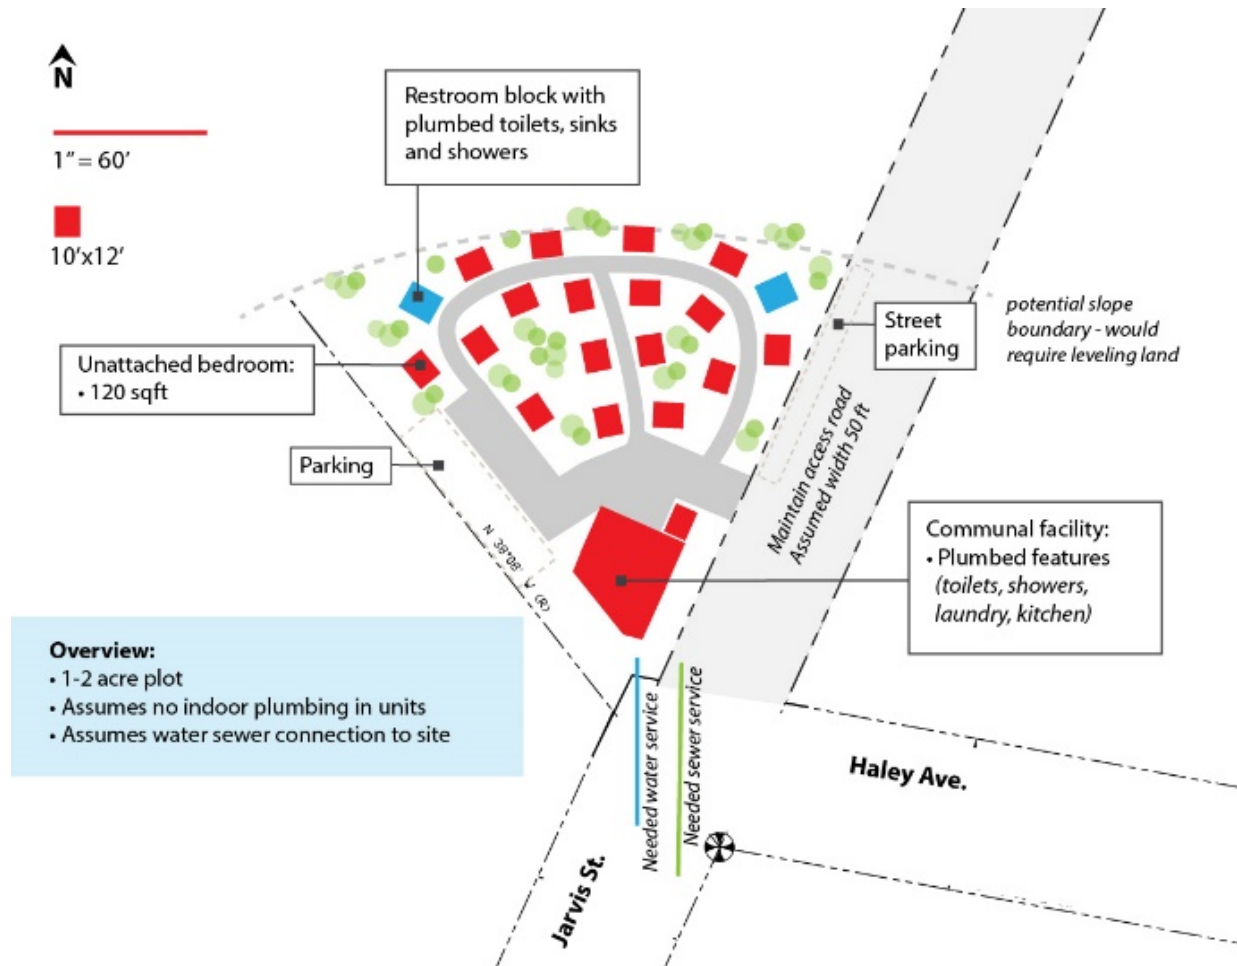 N
1” = 60’
10’x12’
Restroom block with
plumbed toilets, sinks
and showers
Unattached bedroom:
• 120 sqft
Parking
Street
parking
potential slope
boundary - would
require leveling land
Maintain access road
Assumed width 50 ft
N 38°08' W (R)
Communal facility:
• Plumbed features
(toilets, showers,
laundry, kitchen)
Overview:
• 1-2 acre plot
• Assumes no indoor plumbing in units
• Assumes water sewer connection to site
Needed water service
Needed sewer service
Haley Ave.
Jarvis St.